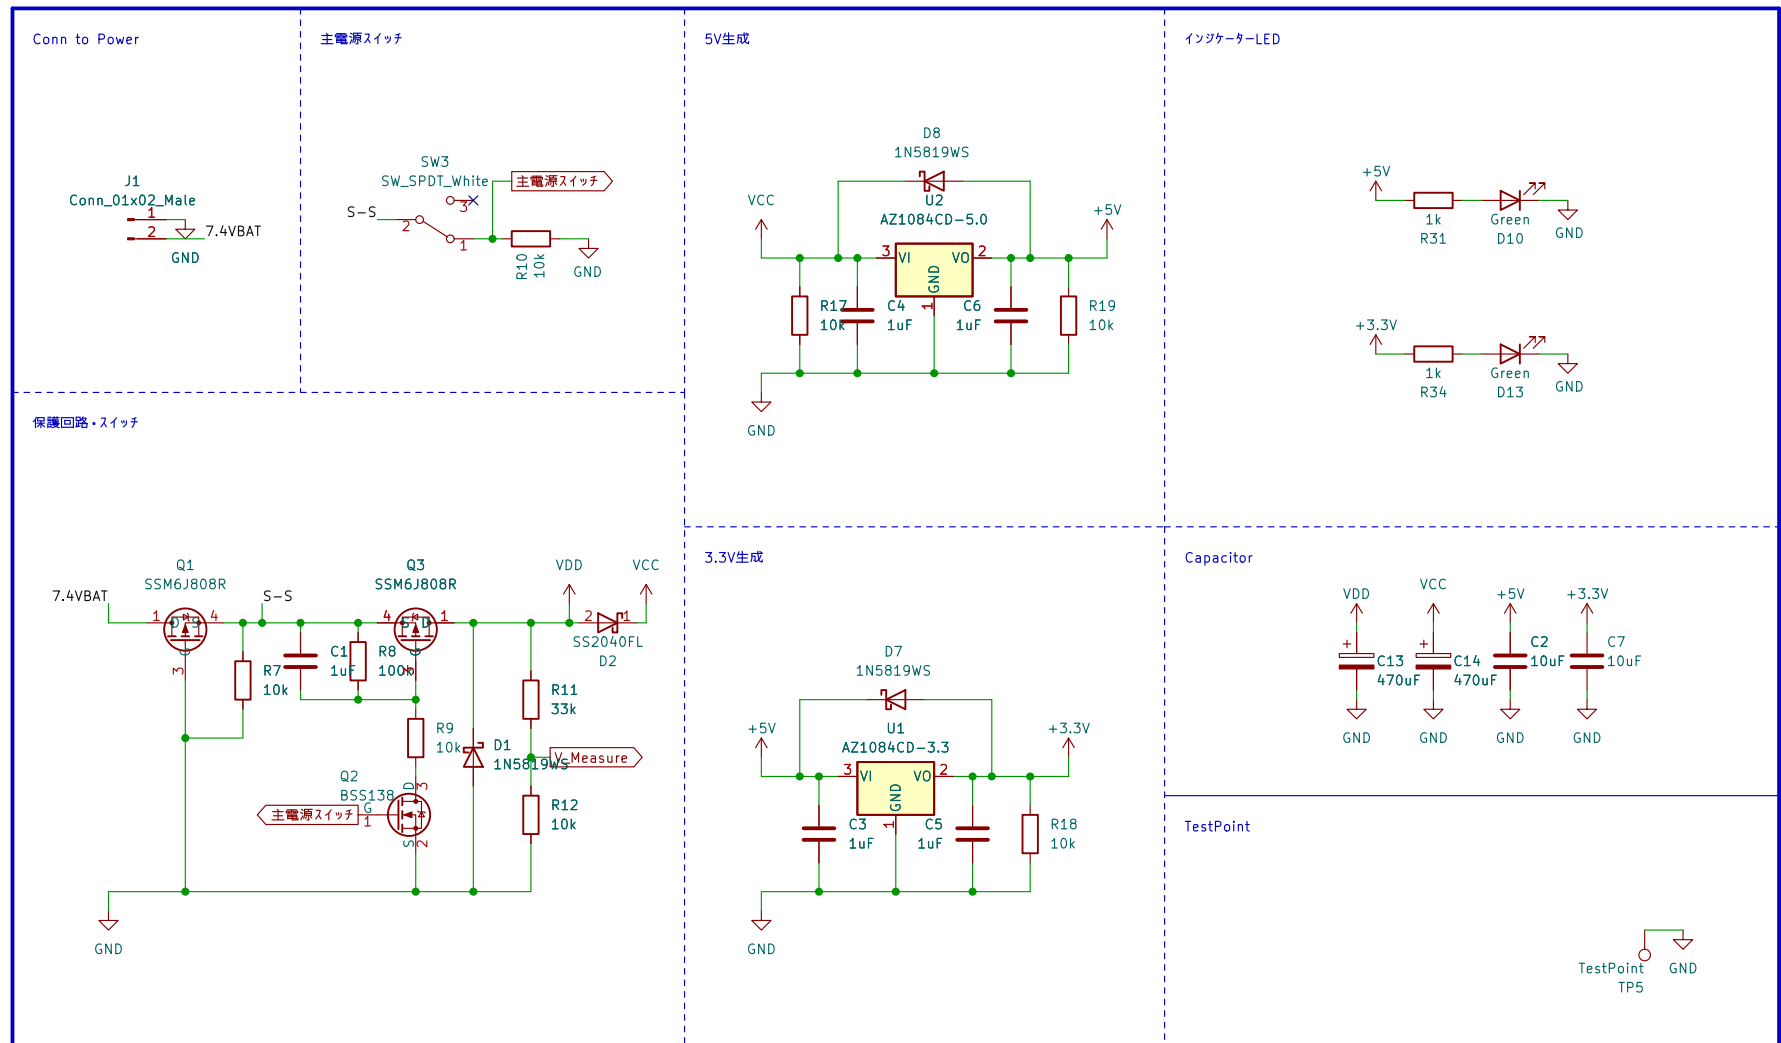 Conn to Power
J1
Conn_01x02_Male
1
2
7.4VBAT
GND
主電源スイッチ
SW3
SW_SPDT_White
主電源スイッチ
S-S
2
3
1
R10
10k
GND
5V生成
D8
1N5819WS
VCC
U2
AZ1084CD-5.0
+5V
3
VI
VO
2
GND
1
R17
10k
C4
1uF
C6
1uF
R19
10k
GND
インジケーターLED
+5V
1k
R31
Green
D10
GND
+3.3V
1k
R34
Green
D13
GND
保護回路・スイッチ
Q1
SSM6J808R
7.4VBAT
1
D
S
4
G
3
S-S
R7
10k
C1
1uF
R8
100k
Q3
SSM6J808R
4
S
D
1
G
3
VDD
VCC
2
1
SS2040FL
D2
R9
10k
R11
33k
D1
1N5819WS
V_Measure
Q2
BSS138
主電源スイッチ
G
1
D
3
S
2
R12
10k
GND
3.3V生成
D7
1N5819WS
+5V
U1
AZ1084CD-3.3
+3.3V
3
VI
VO
2
GND
1
C3
1uF
C5
1uF
R18
10k
GND
Capacitor
VDD
+
C13
470uF
GND
VCC
+
C14
470uF
GND
+5V
C2
10uF
GND
+3.3V
C7
10uF
GND
TestPoint
TestPoint
TP5
GND